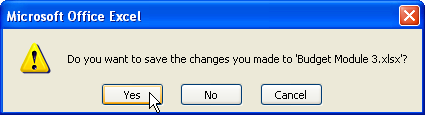 Microsoft Office Excel
Do you want to save the changes you made to 'Budget Module 3.xlsx'?
Yes No Cancel